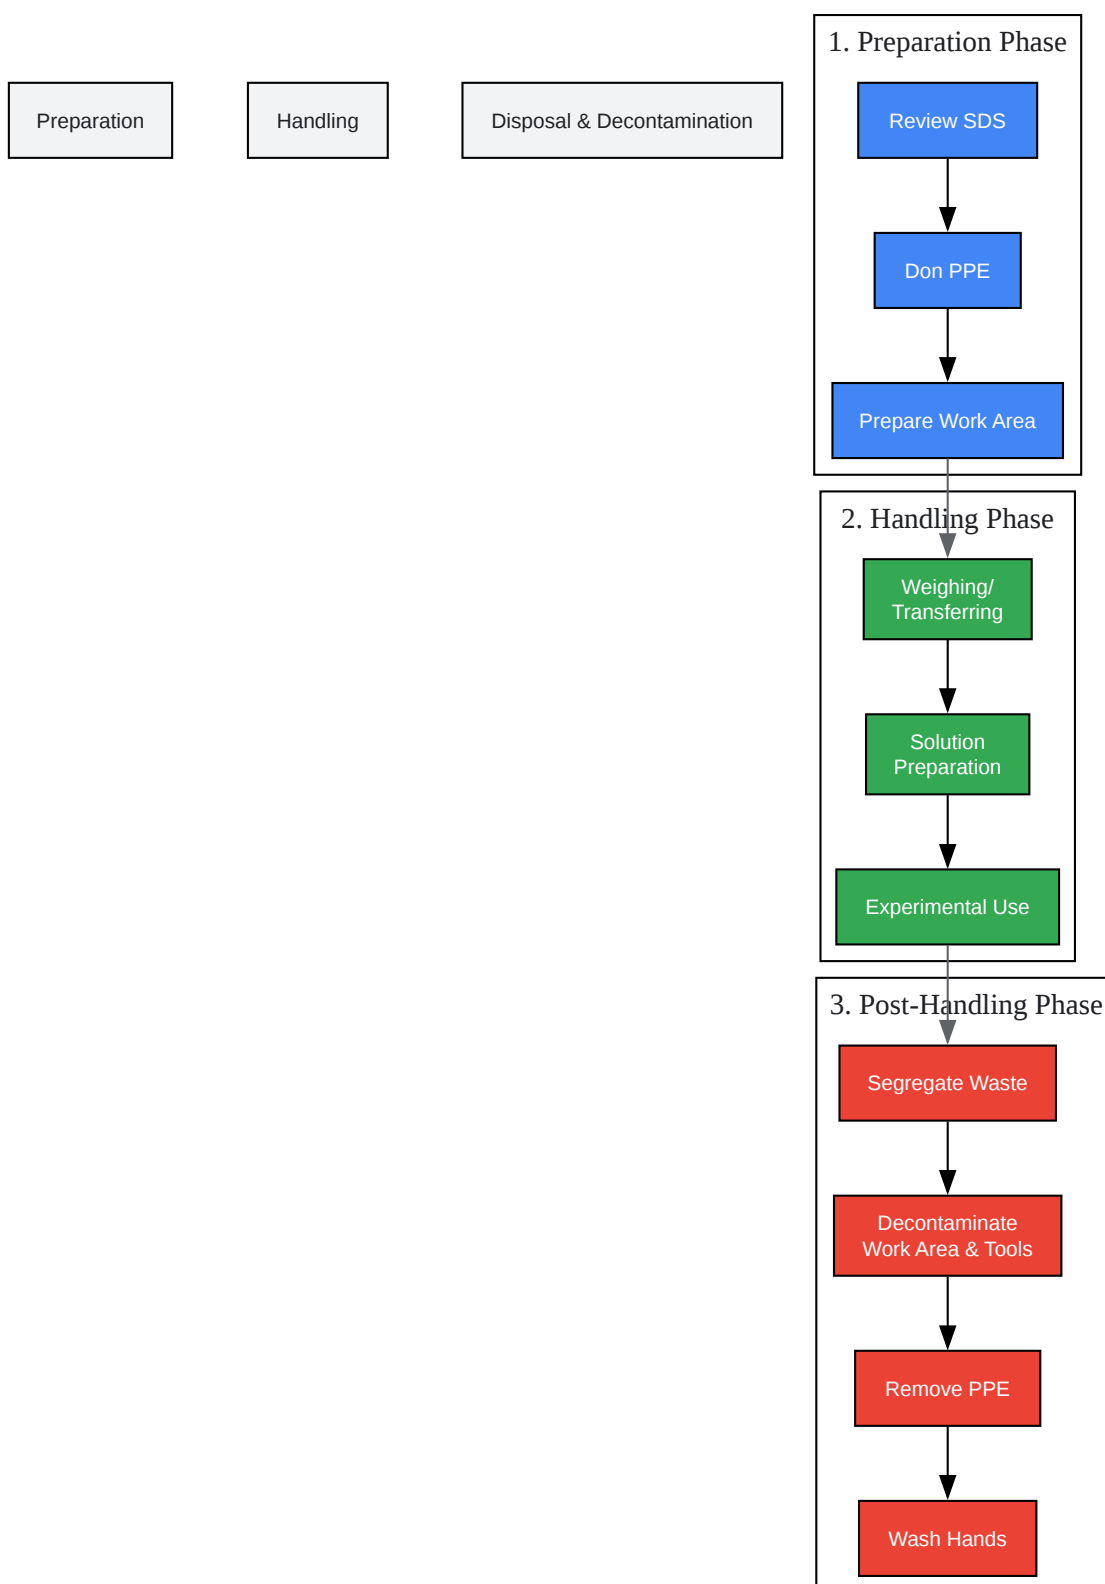 1. Preparation Phase
Preparation
Handling
Disposal & Decontamination
Review SDS
Don PPE
Prepare Work Area
2. Handling Phase
Weighing/
Transferring
Solution
Preparation
Experimental Use
3. Post-Handling Phase
Segregate Waste
Decontaminate
Work Area & Tools
Remove PPE
Wash Hands